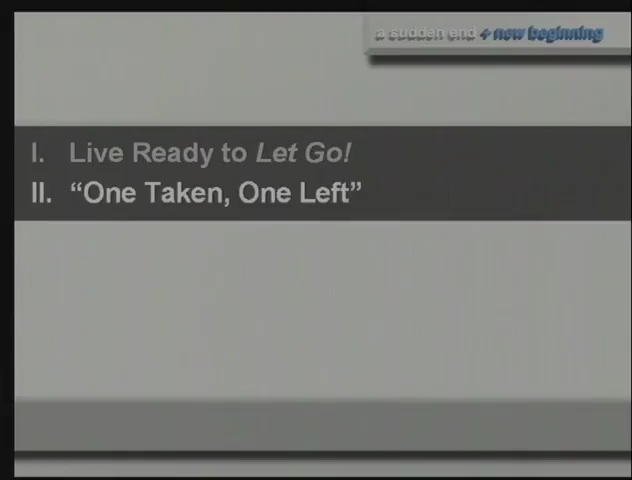 a sudden end + new beginning
I. Live Ready to Let Go!
II. “One Taken, One Left”